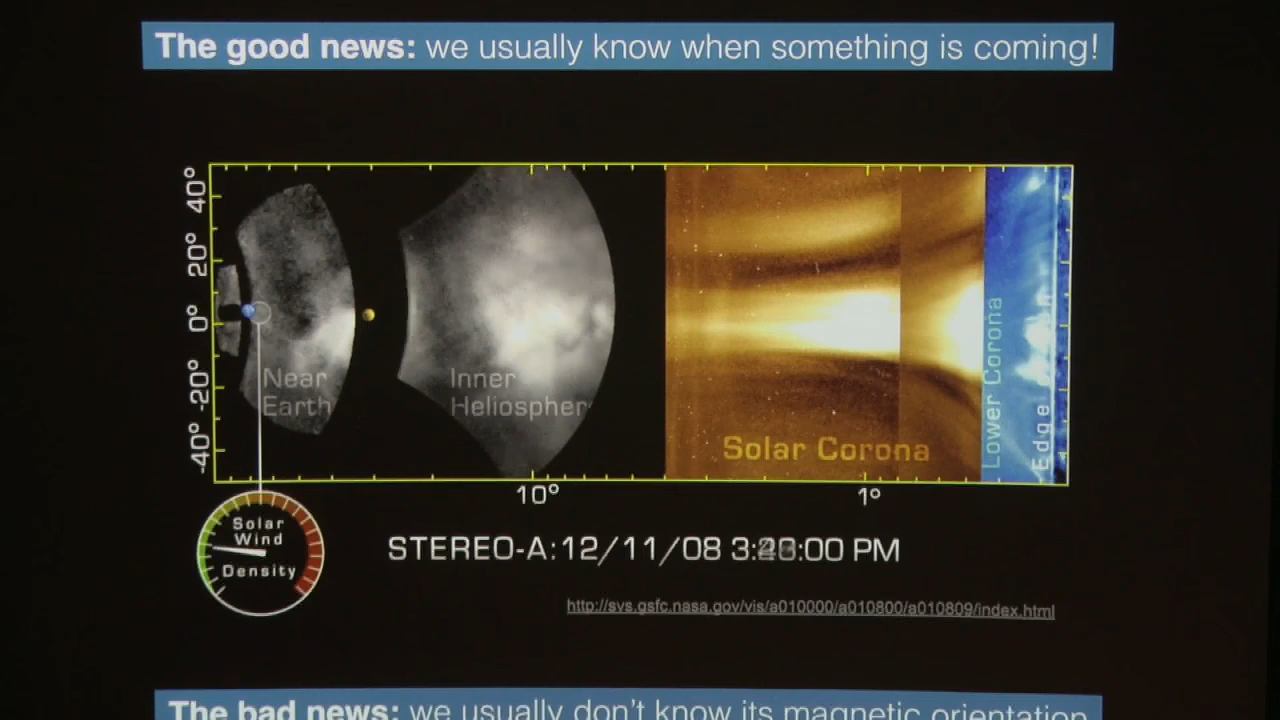 The good news: we usually know when something is coming!
40°
20°
0°
-20°
-40°
Near
Earth
Inner
Heliospher
Solar Corona
Lower Corona
Edge
10°
1°
Solar
Wind
Density
STEREO-A:12/11/08 3: :00 PM
http://svs.gsfc.nasa.gov/vis/a010000/a010800/a010809/index.html
The bad news: we usually don't know its magnetic orientation